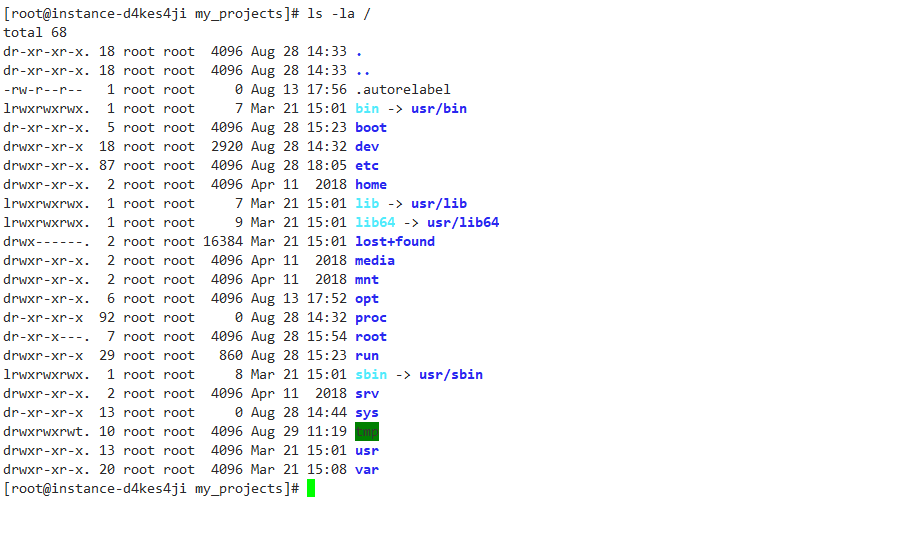 [root@instance-d4kes4ji my_projects]# ls -la /
total 68
dr-xr-xr-x. 18 root root  4096 Aug 28 14:33 .
dr-xr-xr-x. 18 root root  4096 Aug 28 14:33 ..
-rw-r--r--   1 root root     0 Aug 13 17:56 .autorelabel
lrwxrwxrwx.  1 root root     7 Mar 21 15:01 bin -> usr/bin
dr-xr-xr-x.  5 root root  4096 Aug 28 15:23 boot
drwxr-xr-x  18 root root  2920 Aug 28 14:32 dev
drwxr-xr-x. 87 root root  4096 Aug 28 18:05 etc
drwxr-xr-x.  2 root root  4096 Apr 11  2018 home
lrwxrwxrwx.  1 root root     7 Mar 21 15:01 lib -> usr/lib
lrwxrwxrwx.  1 root root     9 Mar 21 15:01 lib64 -> usr/lib64
drwx------.  2 root root 16384 Mar 21 15:01 lost+found
drwxr-xr-x.  2 root root  4096 Apr 11  2018 media
drwxr-xr-x.  2 root root  4096 Apr 11  2018 mnt
drwxr-xr-x.  6 root root  4096 Aug 13 17:52 opt
dr-xr-xr-x  92 root root     0 Aug 28 14:32 proc
dr-xr-x---.  7 root root  4096 Aug 28 15:54 root
drwxr-xr-x  29 root root   860 Aug 28 15:23 run
lrwxrwxrwx.  1 root root     8 Mar 21 15:01 sbin -> usr/sbin
drwxr-xr-x.  2 root root  4096 Apr 11  2018 srv
dr-xr-xr-x  13 root root     0 Aug 28 14:44 sys
drwxrwxrwt. 10 root root  4096 Aug 29 11:19 tmp
drwxr-xr-x. 13 root root  4096 Mar 21 15:01 usr
drwxr-xr-x. 20 root root  4096 Mar 21 15:08 var
[root@instance-d4kes4ji my_projects]#